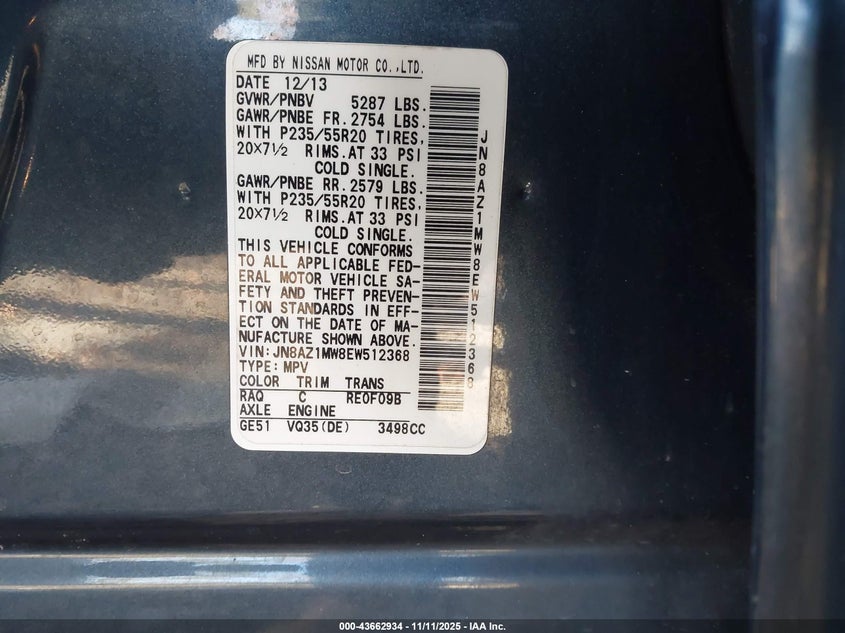 MFD BY NISSAN MOTOR CO.,LTD.
DATE 12/13
GVWR/PNBV 5287 LBS.
GAWR/PNBE FR. 2754 LBS.
WITH P235/55R20 TIRES,
20×7½ RIMS.AT 33 PSI
COLD SINGLE.
GAWR/PNBE RR. 2579 LBS.
WITH P235/55R20 TIRES,
20×7½ RIMS.AT 33 PSI
COLD SINGLE.
THIS VEHICLE CONFORMS
TO ALL APPLICABLE FED-
ERAL MOTOR VEHICLE SA-
FETY AND THEFT PREVEN-
TION STANDARDS IN EFF-
ECT ON THE DATE OF MA-
NUFACTURE SHOWN ABOVE.
VIN: JN8AZ1MW8EW512368
TYPE: MPV
COLOR TRIM TRANS
RAQ C RE0F09B
AXLE ENGINE
GE51 VQ35(DE) 3498CC
JN8AZ1MW8EW512368
000-43662934 - 11/11/2025 - IAA Inc.